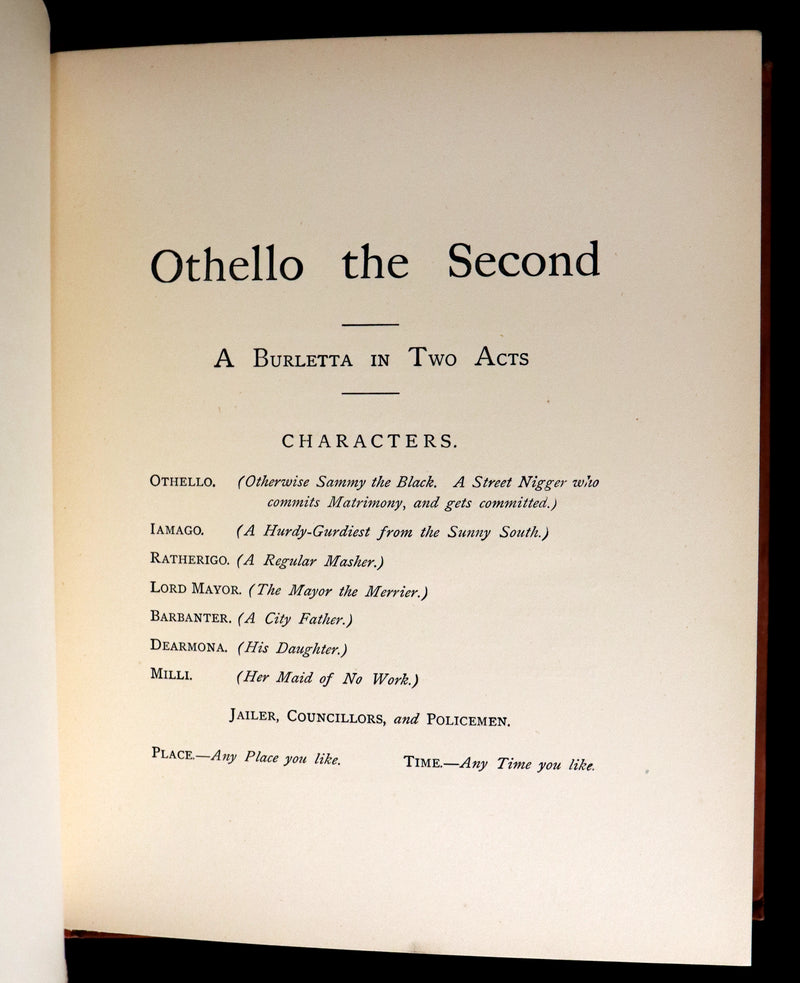 Othello the Second
A Burletta in Two Acts
CHARACTERS.
Othello. (Otherwise Sammy the Black. A Street Nigger who
commits Matrimony, and gets committed.)
Iamago. (A Hurdy-Gurdiest from the Sunny South.)
Ratherigo. (A Regular Masher.)
Lord Mayor. (The Mayor the Merrier.)
Barbanter. (A City Father.)
Dearmona. (His Daughter.)
Milli. (Her Maid of No Work.)
Jailer, Councillors, and Policemen.
Place.—Any Place you like. Time.—Any Time you like.